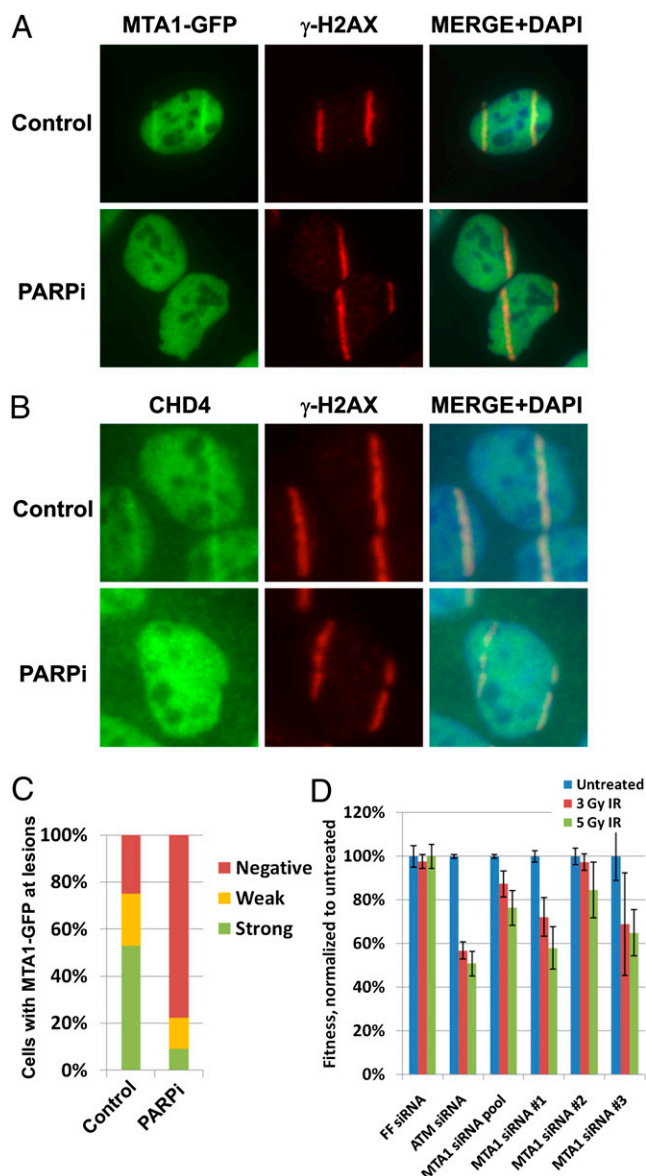 A
MTA1-GFP γ-H2AX MERGE+DAPI
Control
PARPi
B
CHD4 γ-H2AX MERGE+DAPI
Control
PARPi
C
Cells with MTA1-GFP at lesions
100%
80%
60%
40%
20%
0%
Control
PARPi
Negative
Weak
Strong
D
Untreated
3 Gy IR
5 Gy IR
Fitness, normalized to untreated
120%
100%
80%
60%
40%
20%
0%
FF siRNA
ATM siRNA
MTA1 siRNA pool
MTA1 siRNA #1
MTA1 siRNA #2
MTA1 siRNA #3